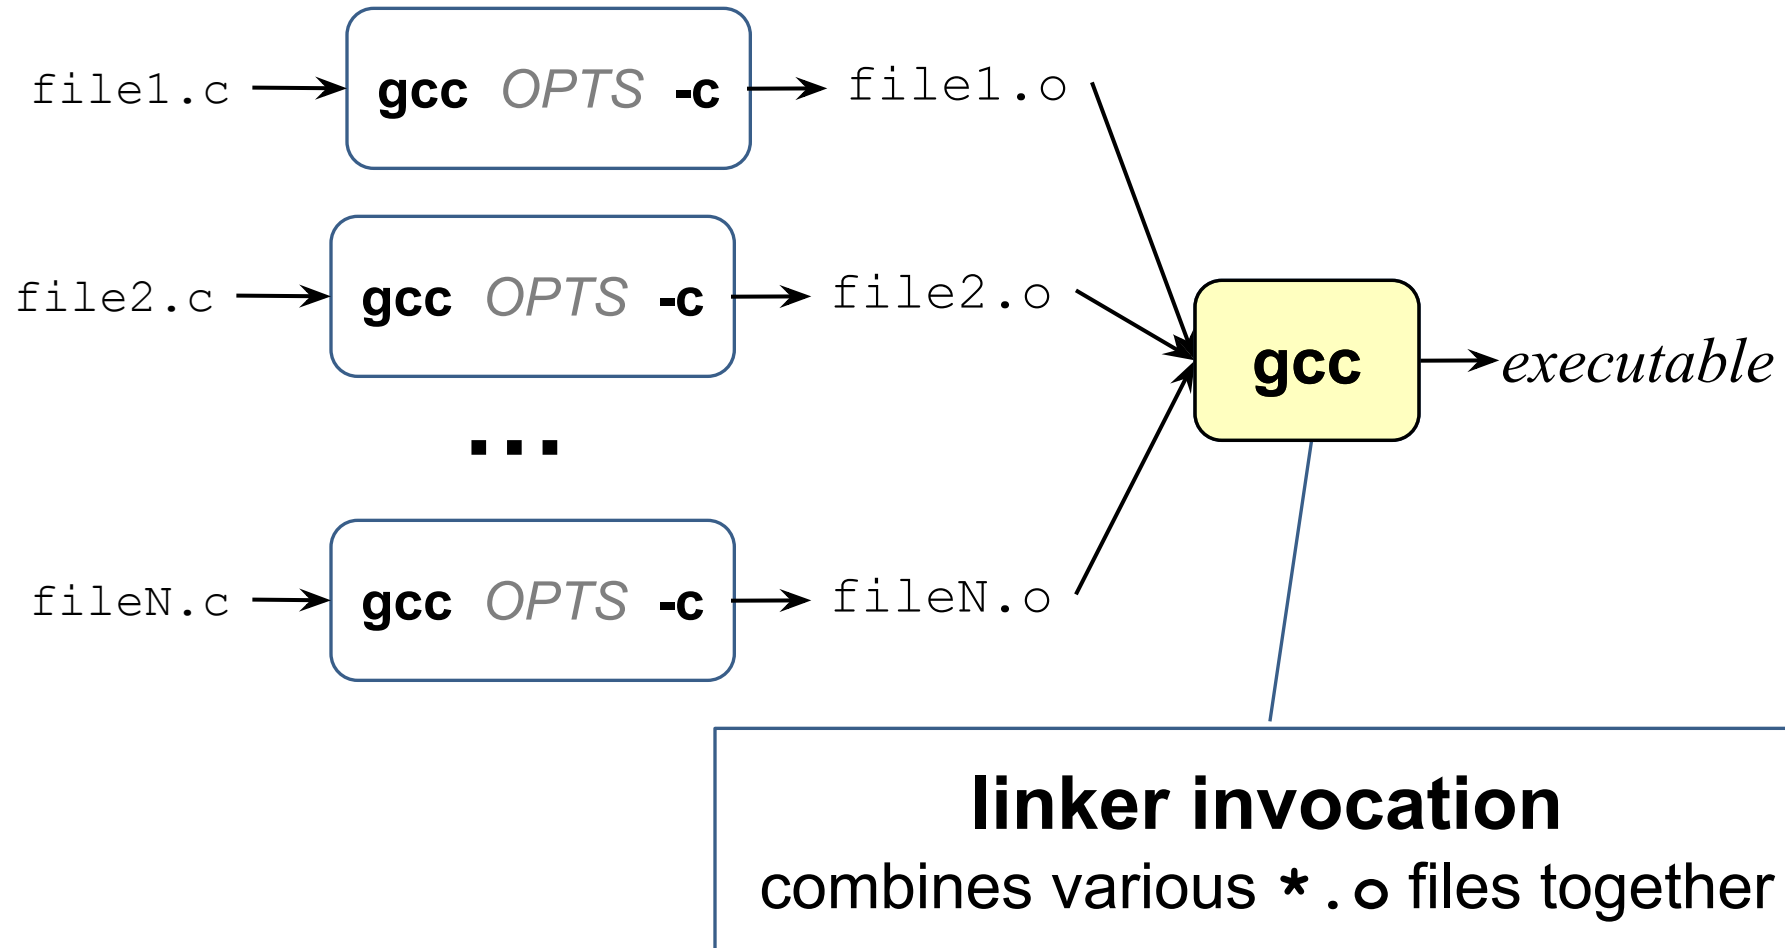 file1.c gcc OPTS -c file1.o
file2.c gcc OPTS -c file2.o
gcc executable
...
fileN.c gcc OPTS -c fileN.o
linker invocation
combines various *.o files together